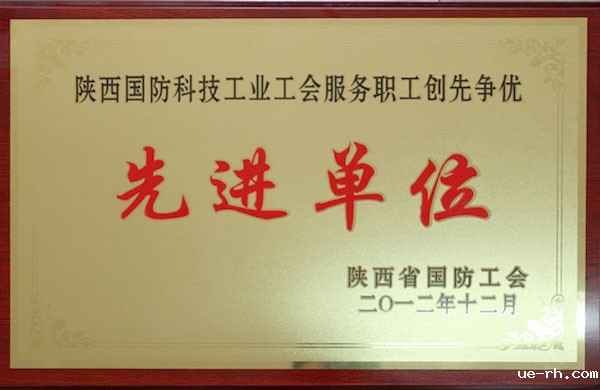 陕西国防科技工业工会服务职工创先争优
先进单位
陕西省国防工会
二〇一二年十二月
ue-rh.com